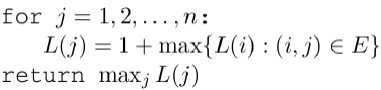 for j = 1, 2, . . . , n:
L(j) = 1 + max{L(i) : (i, j) ∈ E}
return max_j L(j)